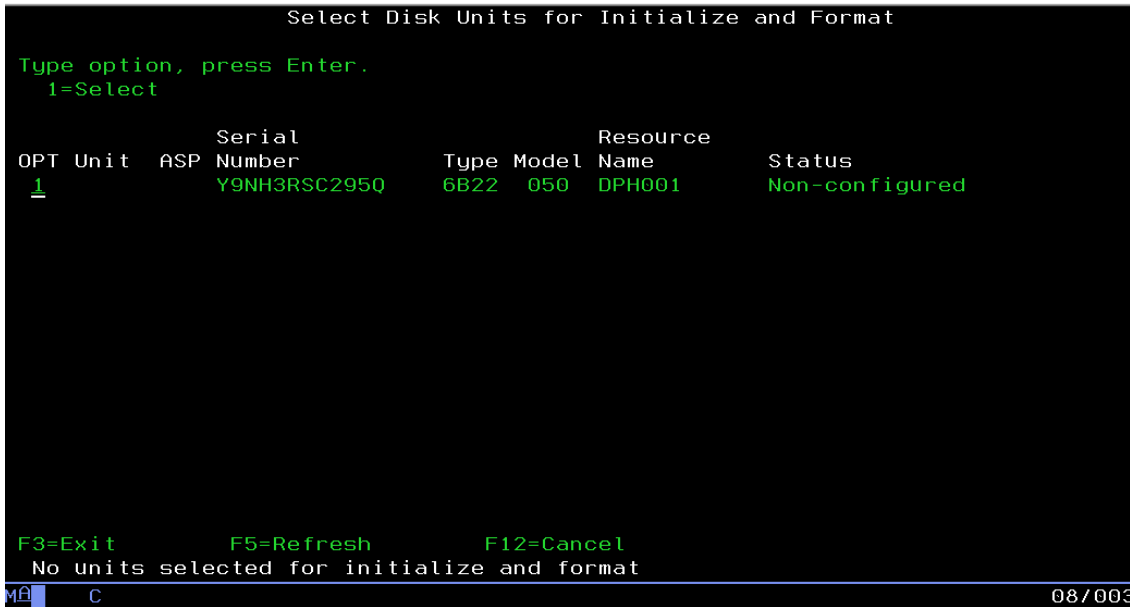 Select Disk Units for Initialize and Format
Type option, press Enter.
1=Select
Serial Resource
OPT Unit ASP Number Type Model Name Status
1 Y9NH3RSC295Q 6B22 050 DPH001 Non-configured
F3=Exit F5=Refresh F12=Cancel
No units selected for initialize and format
MA C 08/003